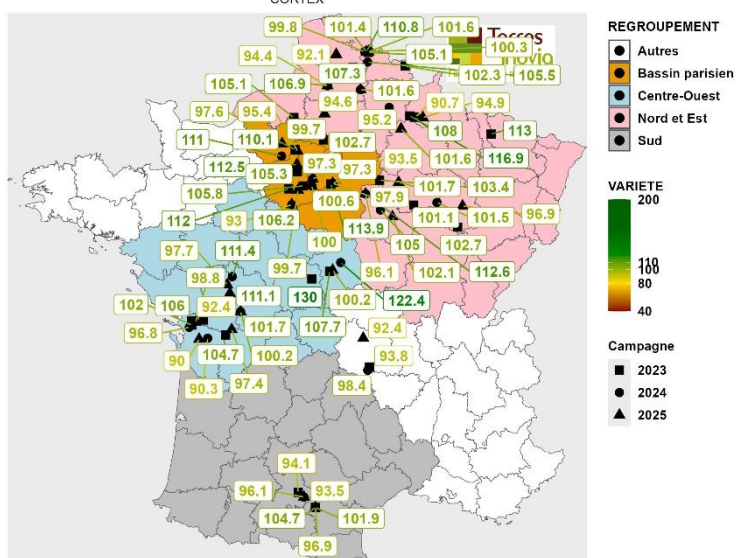 CORTEX
99.8 101.4 110.8 101.6
Terres
100.3
94.4 92.1 105.1
Inovia
107.3 102.3 105.5
105.1 106.9 101.6
97.6 95.4 94.6 95.2 90.7 94.9
99.7 108 113
111 110.1 102.7
97.3 97.3 93.5 101.6 116.9
112.5 105.3
105.8 97.9 101.7 103.4
100.6
112 93 106.2 101.1 101.5 96.9
113.9
100 105 102.7
97.7 111.4
99.7 96.1 102.1 112.6
98.8
102 106 92.4 111.1 130 100.2 122.4
96.8 101.7 107.7 92.4
90 104.7 100.2 93.8
90.3 97.4 98.4
94.1
96.1 93.5
104.7 101.9
96.9
REGROUPEMENT
Autres
Bassin parisien
Centre-Ouest
Nord et Est
Sud
VARIETE
200
110
100
80
40
Campagne
2023
2024
2025